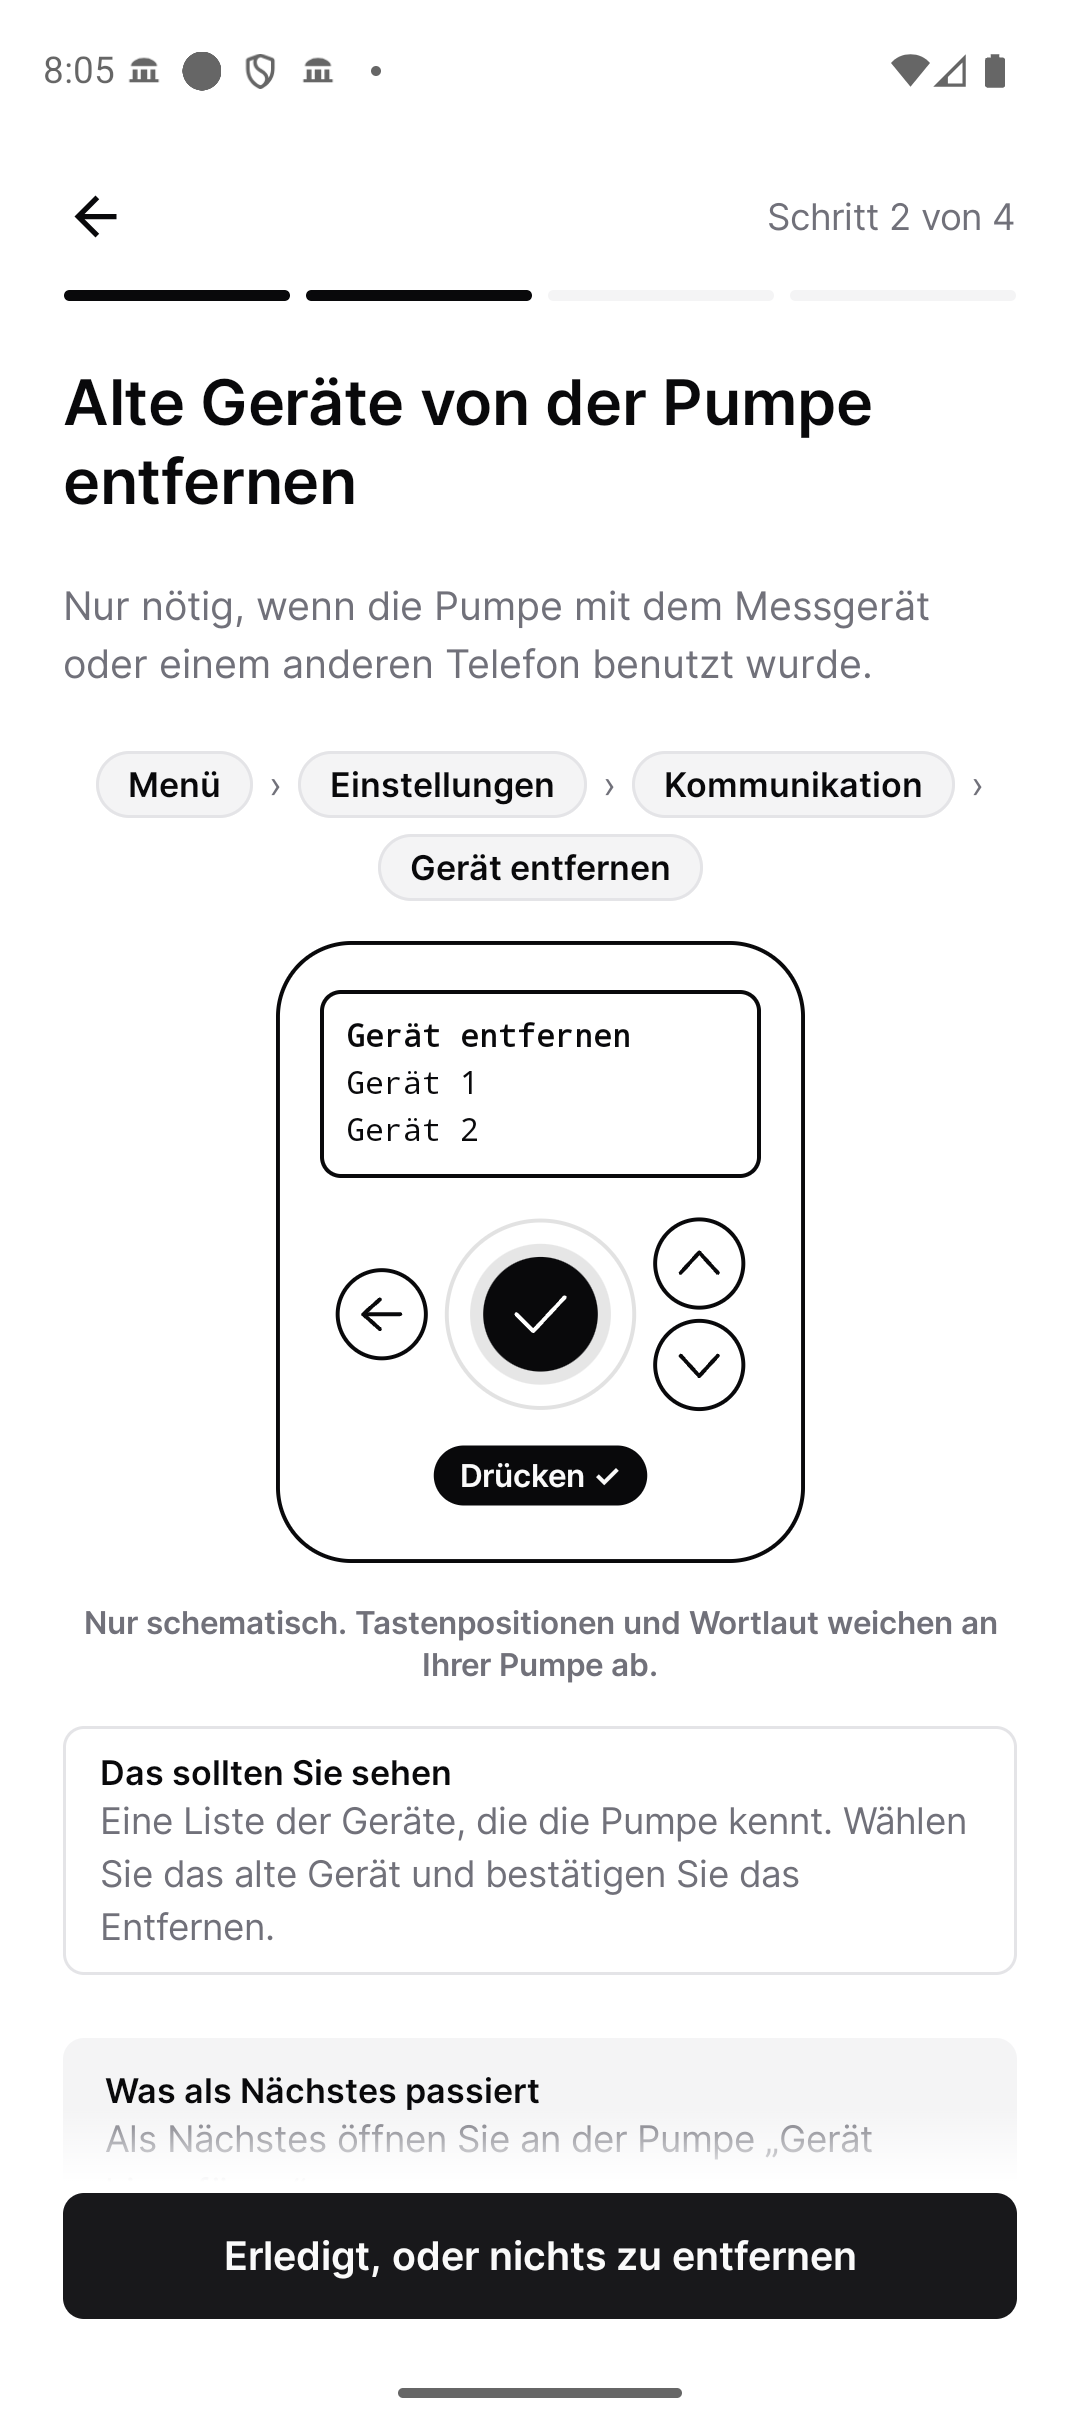 8:05
Schritt 2 von 4
Alte Geräte von der Pumpe
entfernen
Nur nötig, wenn die Pumpe mit dem Messgerät
oder einem anderen Telefon benutzt wurde.
Menü › Einstellungen › Kommunikation ›
Gerät entfernen
Gerät entfernen
Gerät 1
Gerät 2
Drücken ✓
Nur schematisch. Tastenpositionen und Wortlaut weichen an
Ihrer Pumpe ab.
Das sollten Sie sehen
Eine Liste der Geräte, die die Pumpe kennt. Wählen
Sie das alte Gerät und bestätigen Sie das
Entfernen.
Was als Nächstes passiert
Als Nächstes öffnen Sie an der Pumpe „Gerät
Erledigt, oder nichts zu entfernen